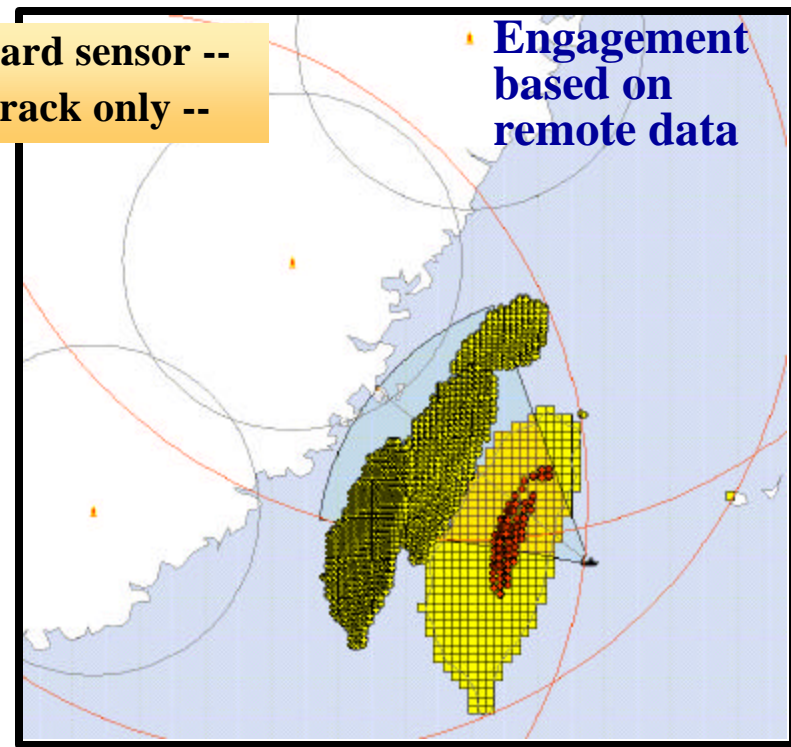 ard sensor --
rack only --
Engagement
based on
remote data